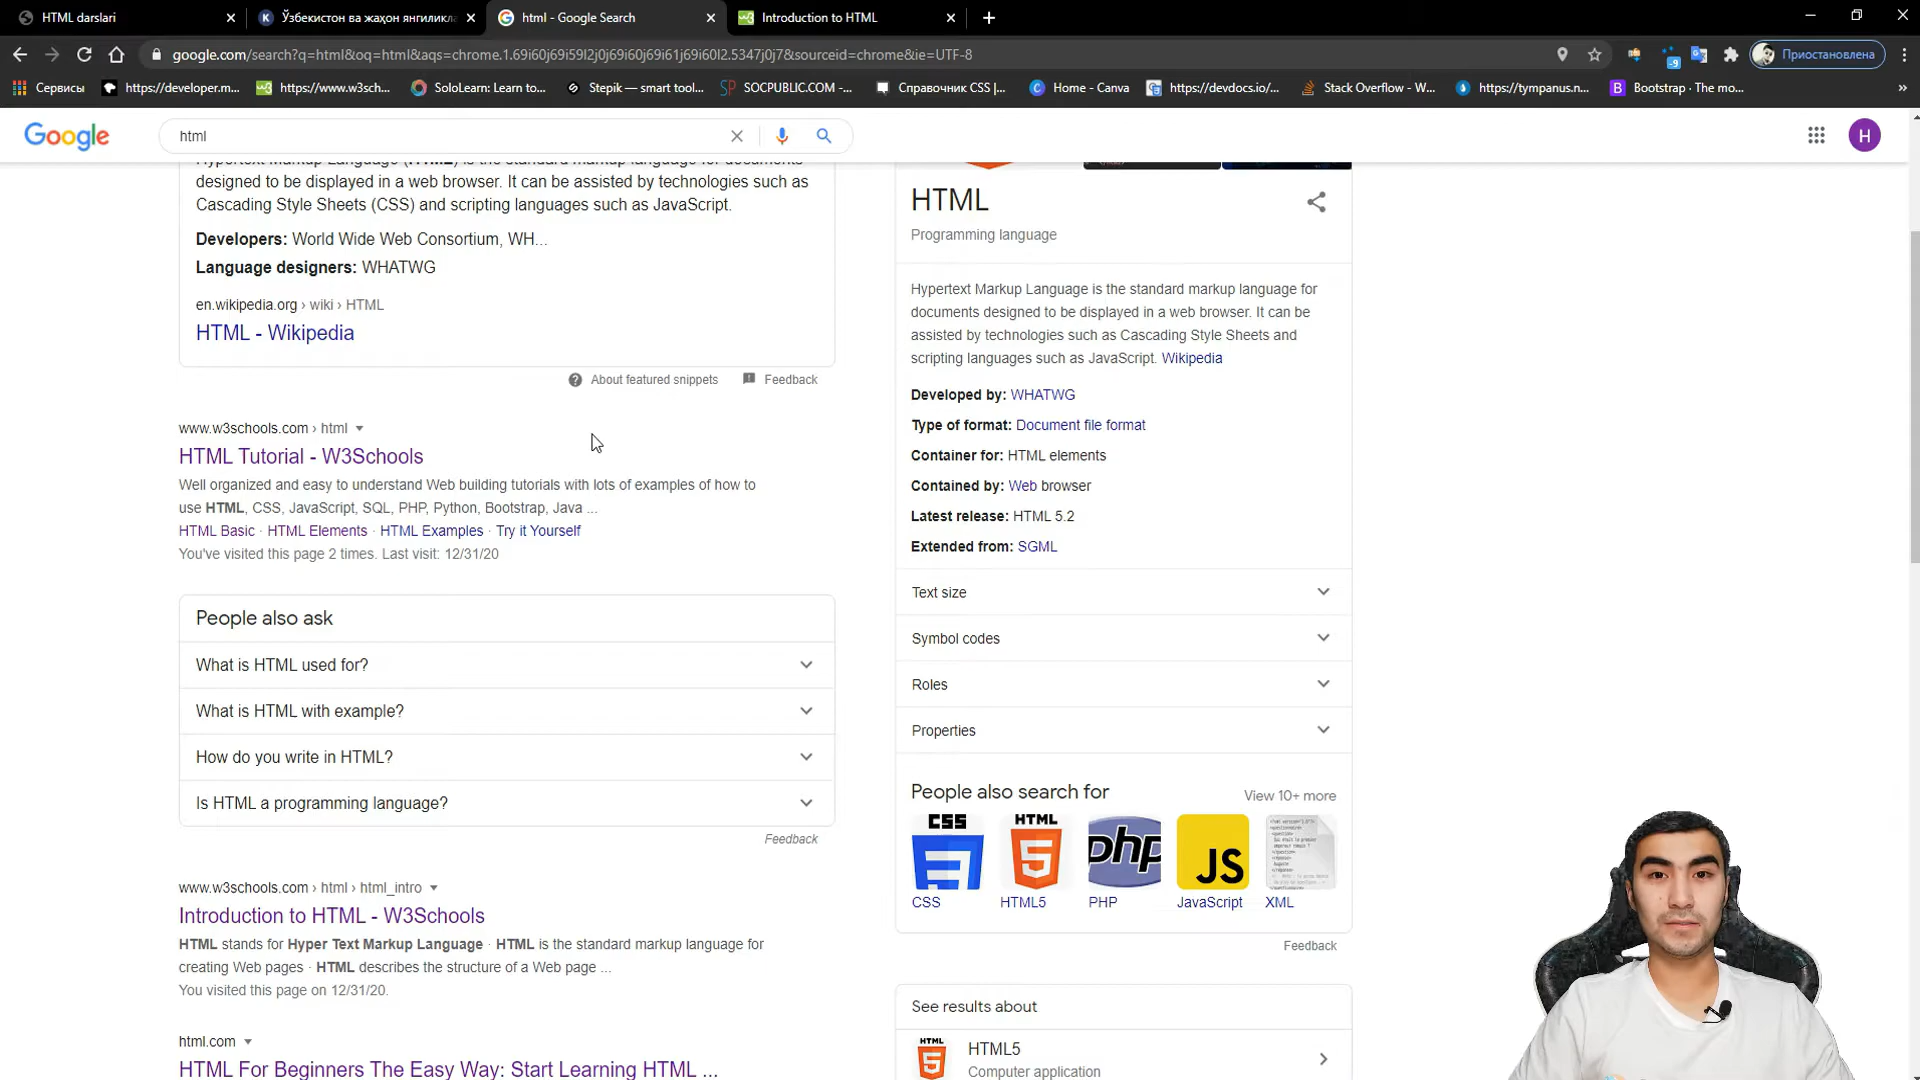 HTML darslari
Ўзбекистон ва жаҳон янгиликл
html - Google Search
Introduction to HTML
google.com/search?q=html&oq=html&aqs=chrome.1.69i60j69i59l2j0j69i60j69i61j69i60l2.5347j0j7&sourceid=chrome&ie=UTF-8
-9
Приостановлена
Сервисы
https://developer.m...
https://www.w3sch...
SoloLearn: Learn to...
Stepik — smart tool...
SOCPUBLIC.COM -...
Справочник CSS |...
Home - Canva
https://devdocs.io/...
Stack Overflow - W...
https://tympanus.n...
Bootstrap · The mo...
Google
html
H
Hypertext Markup Language (HTML) is the standard markup language for documents
designed to be displayed in a web browser. It can be assisted by technologies such as
Cascading Style Sheets (CSS) and scripting languages such as JavaScript.
Developers: World Wide Web Consortium, WH...
Language designers: WHATWG
en.wikipedia.org › wiki › HTML
HTML - Wikipedia
About featured snippets
Feedback
www.w3schools.com › html
HTML Tutorial - W3Schools
Well organized and easy to understand Web building tutorials with lots of examples of how to
use HTML, CSS, JavaScript, SQL, PHP, Python, Bootstrap, Java ...
HTML Basic · HTML Elements · HTML Examples · Try it Yourself
You've visited this page 2 times. Last visit: 12/31/20
People also ask
What is HTML used for?
What is HTML with example?
How do you write in HTML?
Is HTML a programming language?
Feedback
www.w3schools.com › html › html_intro
Introduction to HTML - W3Schools
HTML stands for Hyper Text Markup Language · HTML is the standard markup language for
creating Web pages · HTML describes the structure of a Web page ...
You visited this page on 12/31/20.
html.com
HTML For Beginners The Easy Way: Start Learning HTML ...
HTML
Programming language
Hypertext Markup Language is the standard markup language for
documents designed to be displayed in a web browser. It can be
assisted by technologies such as Cascading Style Sheets and
scripting languages such as JavaScript. Wikipedia
Developed by: WHATWG
Type of format: Document file format
Container for: HTML elements
Contained by: Web browser
Latest release: HTML 5.2
Extended from: SGML
Text size
Symbol codes
Roles
Properties
People also search for
View 10+ more
CSS
HTML
5
php
JS
CSS
HTML5
PHP
JavaScript
XML
Feedback
See results about
HTML
5
HTML5
Computer application